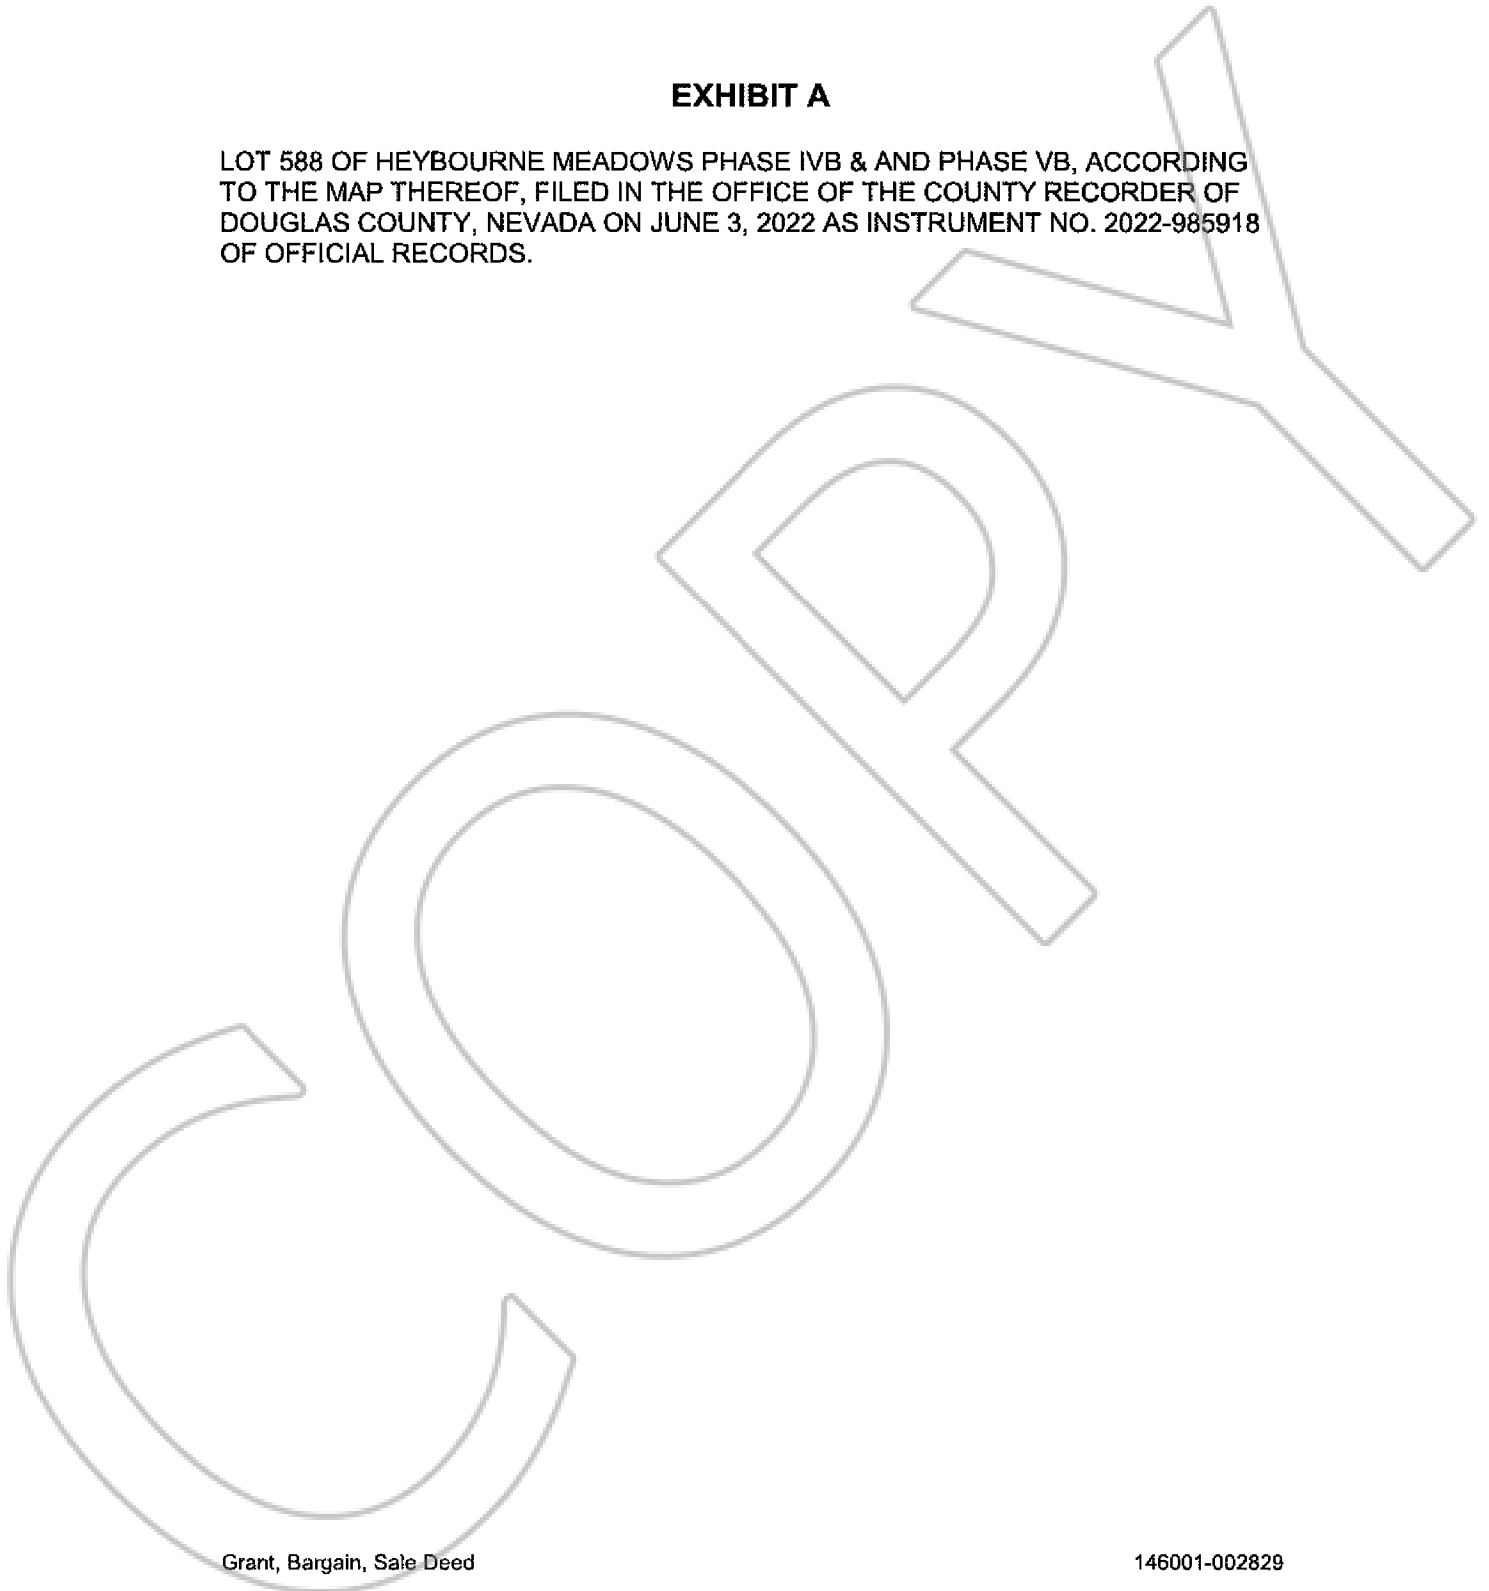 EXHIBIT A
LOT 588 OF HEYBOURNE MEADOWS PHASE IVB & AND PHASE VB, ACCORDING
TO THE MAP THEREOF, FILED IN THE OFFICE OF THE COUNTY RECORDER OF
DOUGLAS COUNTY, NEVADA ON JUNE 3, 2022 AS INSTRUMENT NO. 2022-985918
OF OFFICIAL RECORDS.
COPY
Grant, Bargain, Sale Deed 146001-002829